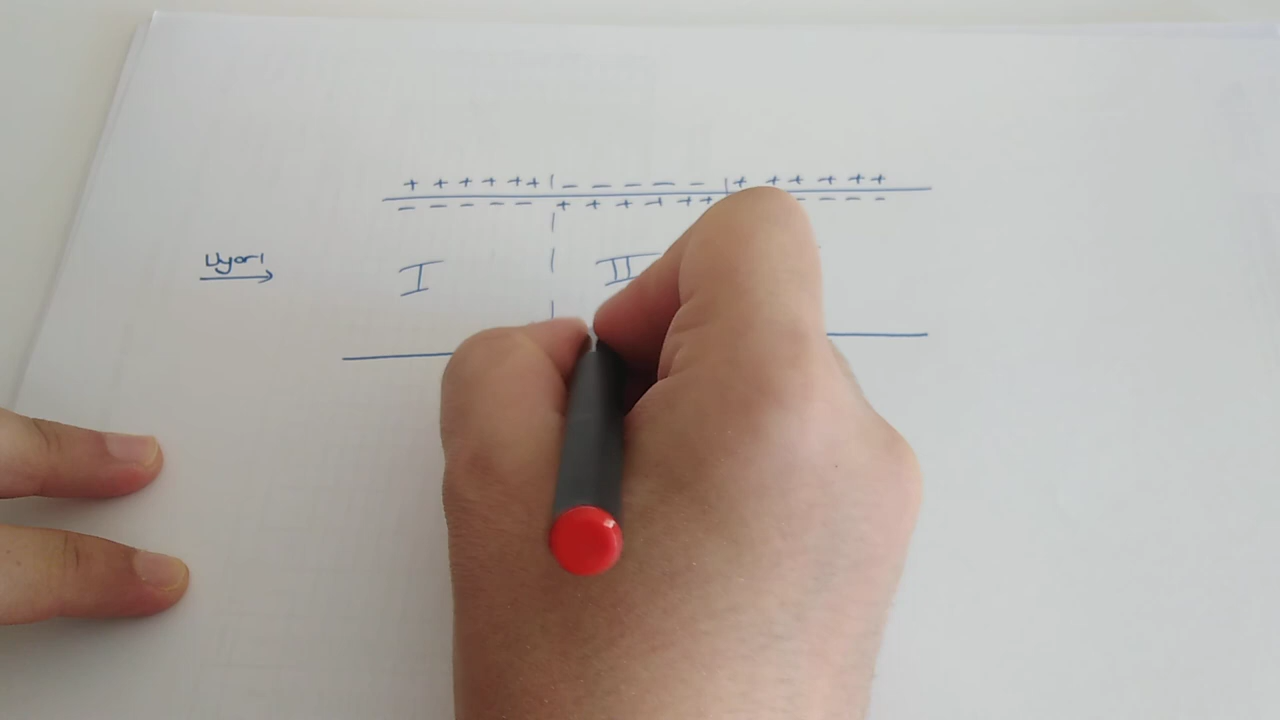 + + + + + + | - - - - - | + + + + + +
- - - - - + + + + + + - - - -
Uyarı
I II